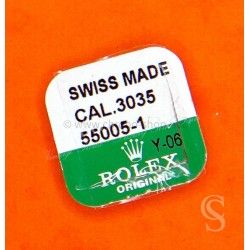 SWISS MADE
CAL.3035
55005-1
Y-06
ROLEX
ORIGINAL
S